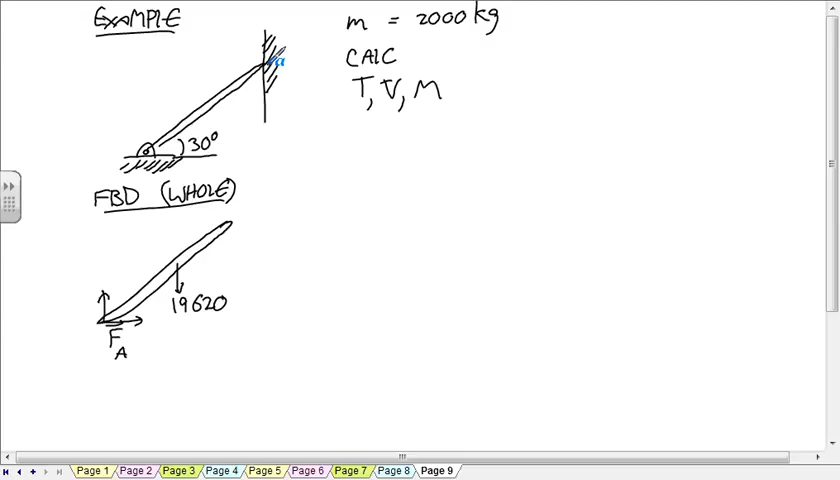 EXAMPLE
m = 2000 kg
CALC
T, V, M
a
30°
FBD (WHOLE)
19620
F_A
Page 1 Page 2 Page 3 Page 4 Page 5 Page 6 Page 7 Page 8 Page 9